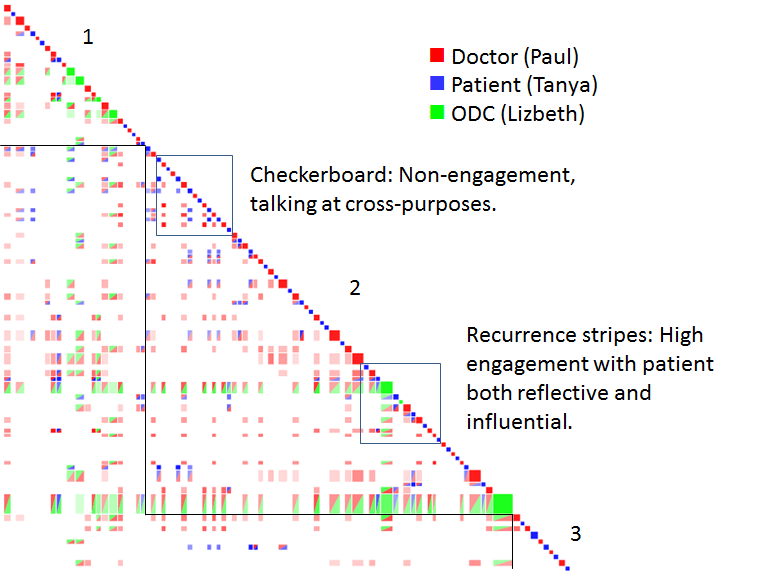 1
Doctor (Paul)
Patient (Tanya)
ODC (Lizbeth)
Checkerboard: Non-engagement,
talking at cross-purposes.
2
Recurrence stripes: High
engagement with patient
both reflective and
influential.
3